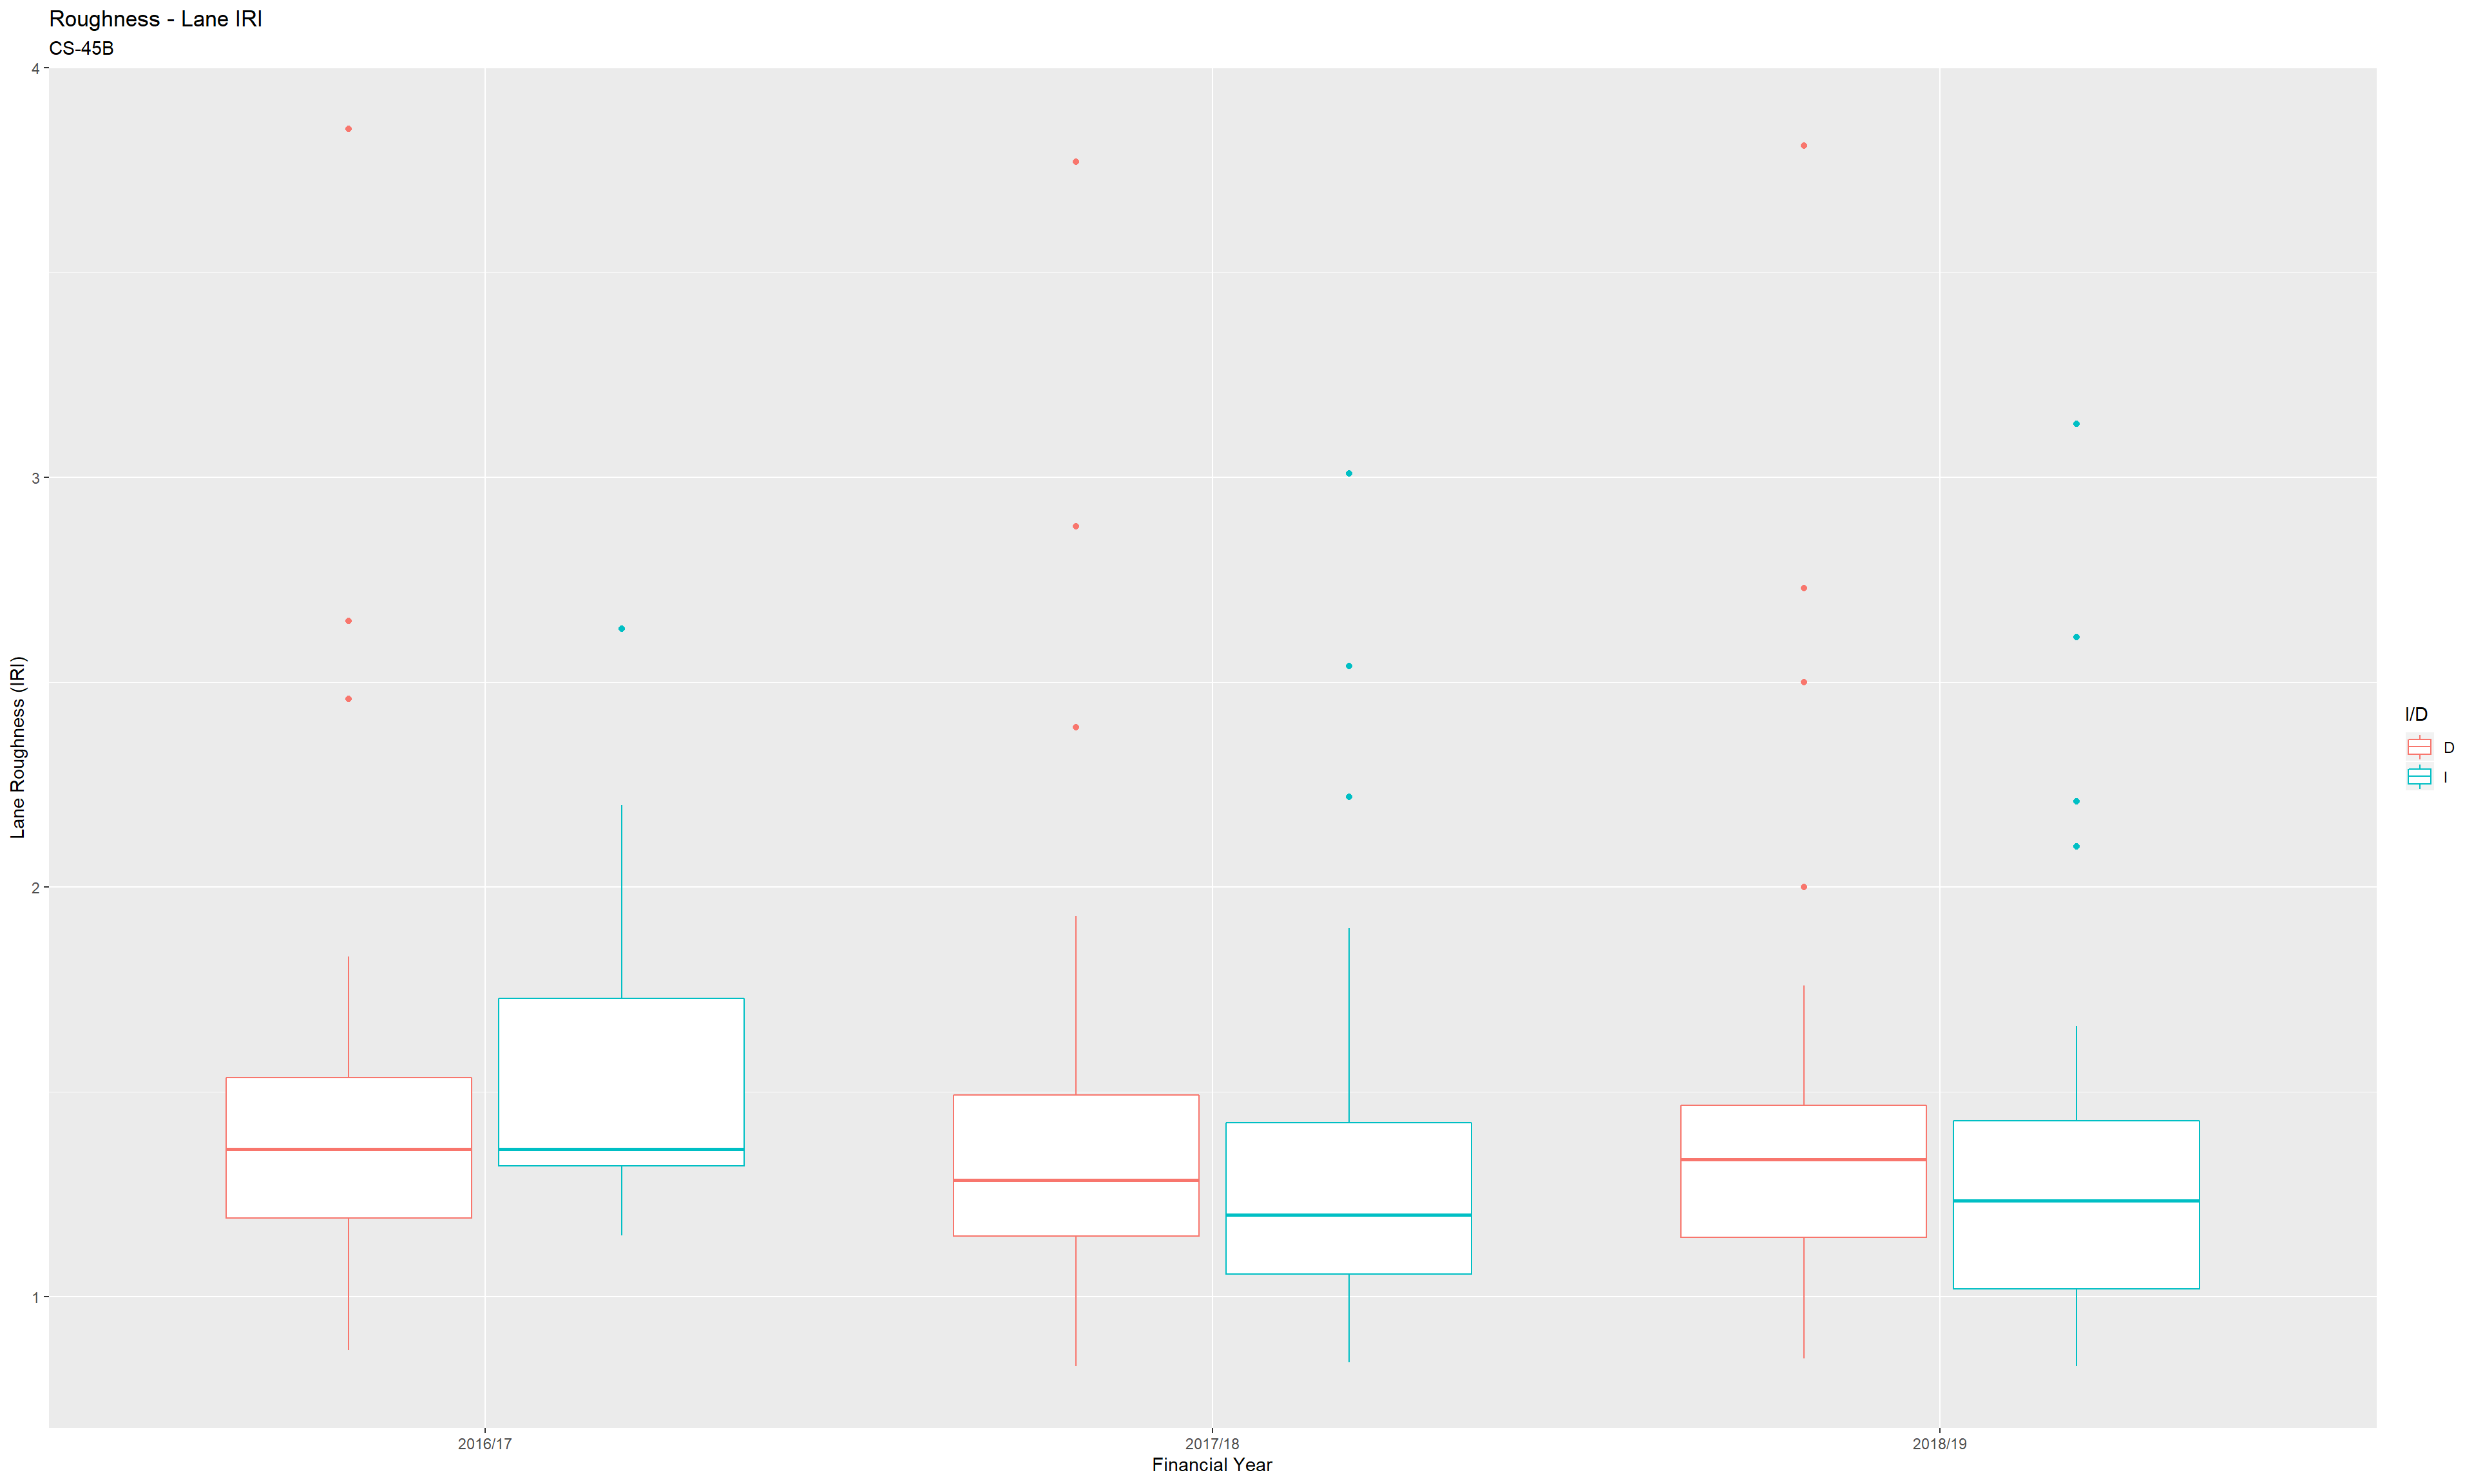 Roughness - Lane IRI
CS-45B
4
3
2
1
Lane Roughness (IRI)
2016/17
2017/18
2018/19
Financial Year
I/D
D
I